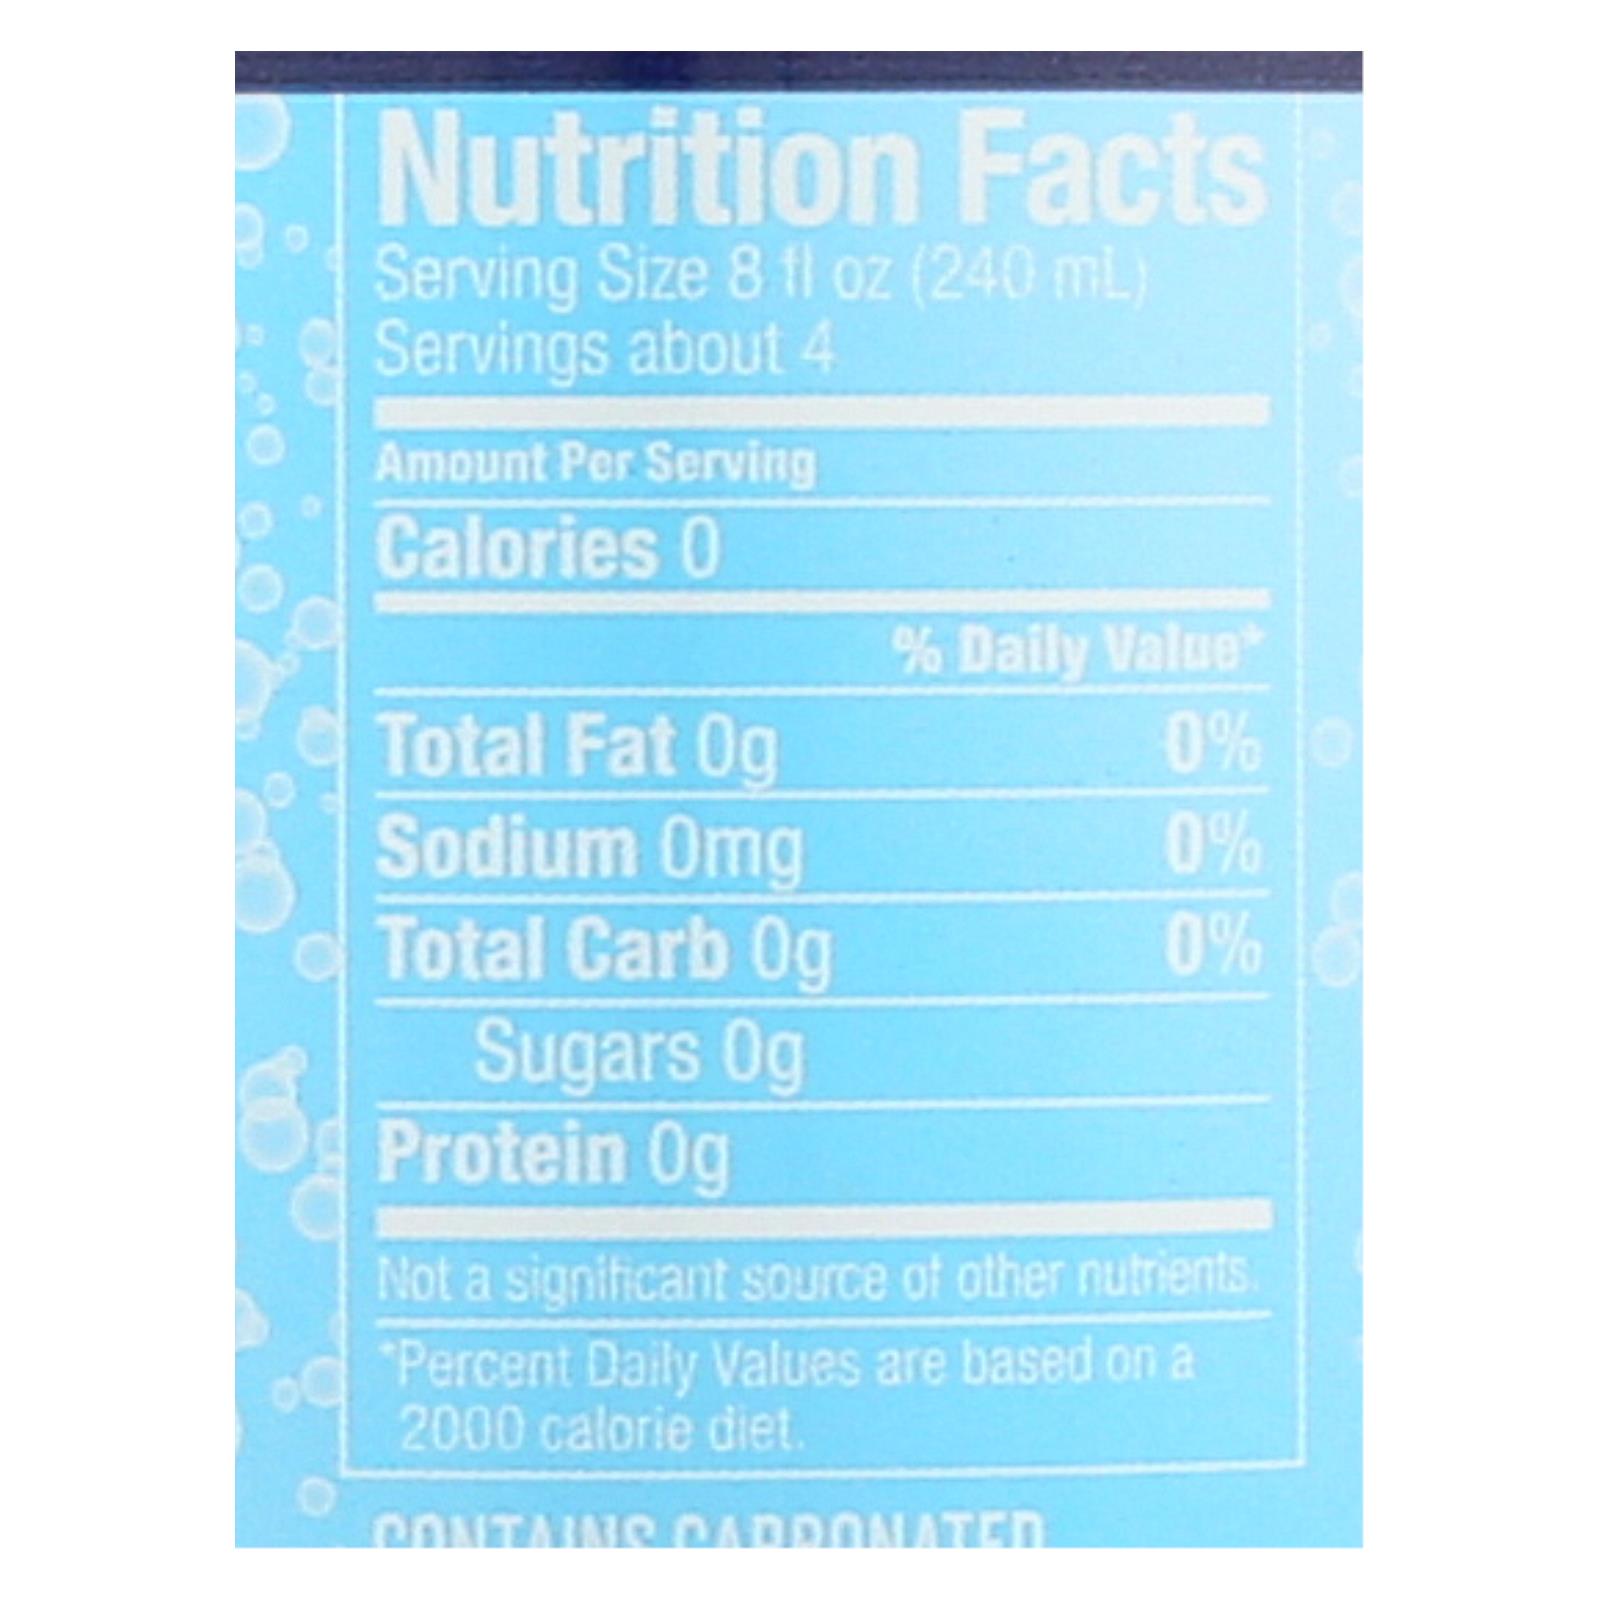 Nutrition Facts
Serving Size 8 fl oz (240 mL)
Servings about 4
Amount Per Serving
Calories 0
% Daily Value*
Total Fat 0g 0%
Sodium 0mg 0%
Total Carb 0g 0%
Sugars 0g
Protein 0g
Not a significant source of other nutrients.
*Percent Daily Values are based on a
2000 calorie diet.
CONTAINS CARBONATED